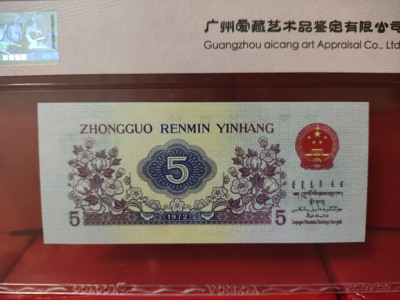 广州爱藏艺术品鉴定有限公司
Guangzhou aicang art Appraisal Co., Ltd
ZHONGGUO RENMIN YINHANG
5
1972
5
5